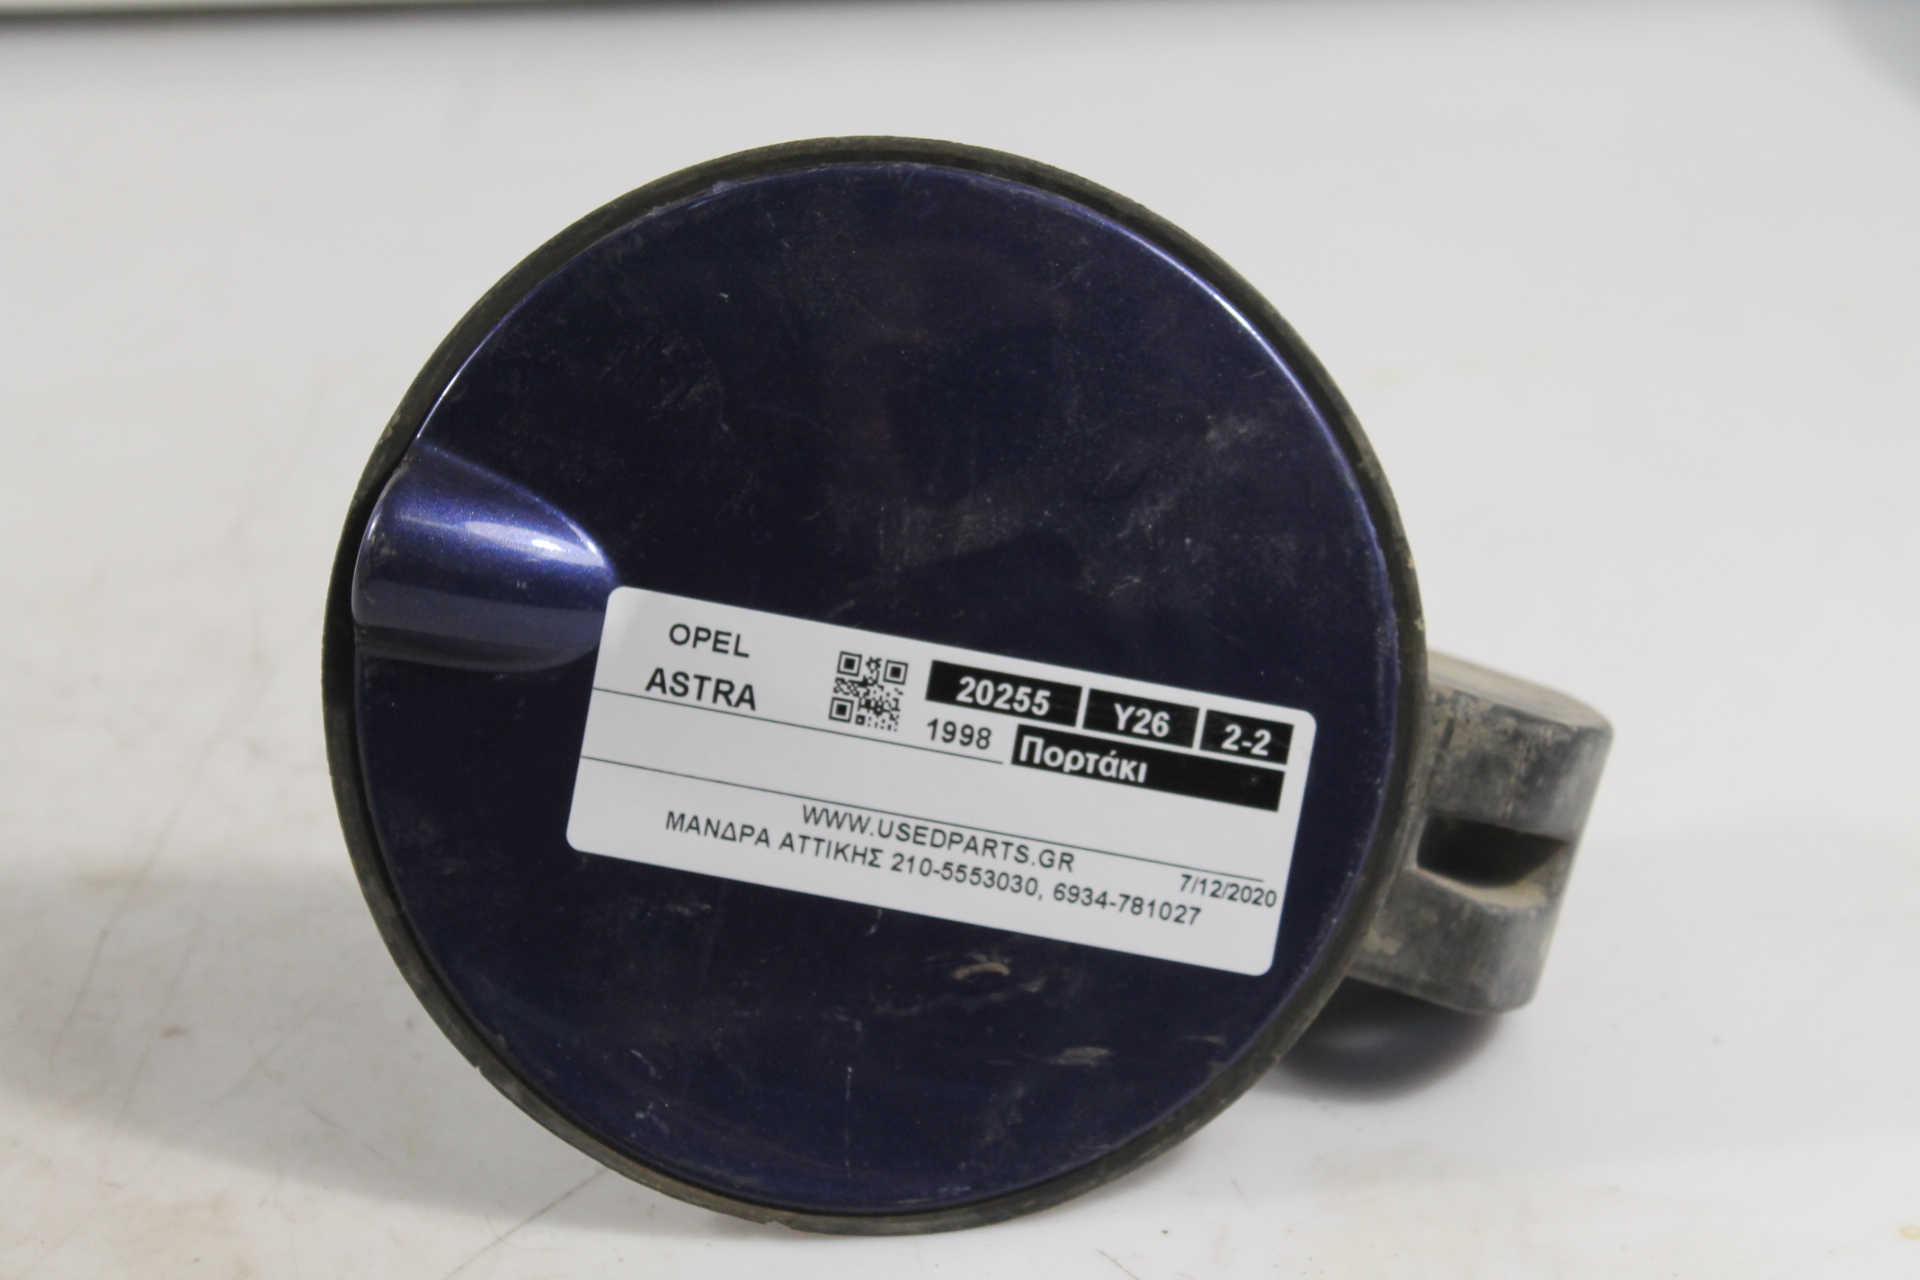 OPEL
ASTRA
20255 Y26 2-2
1998 Πορτάκι
WWW.USEDPARTS.GR
7/12/2020
ΜΑΝΔΡΑ ΑΤΤΙΚΗΣ 210-5553030, 6934-781027